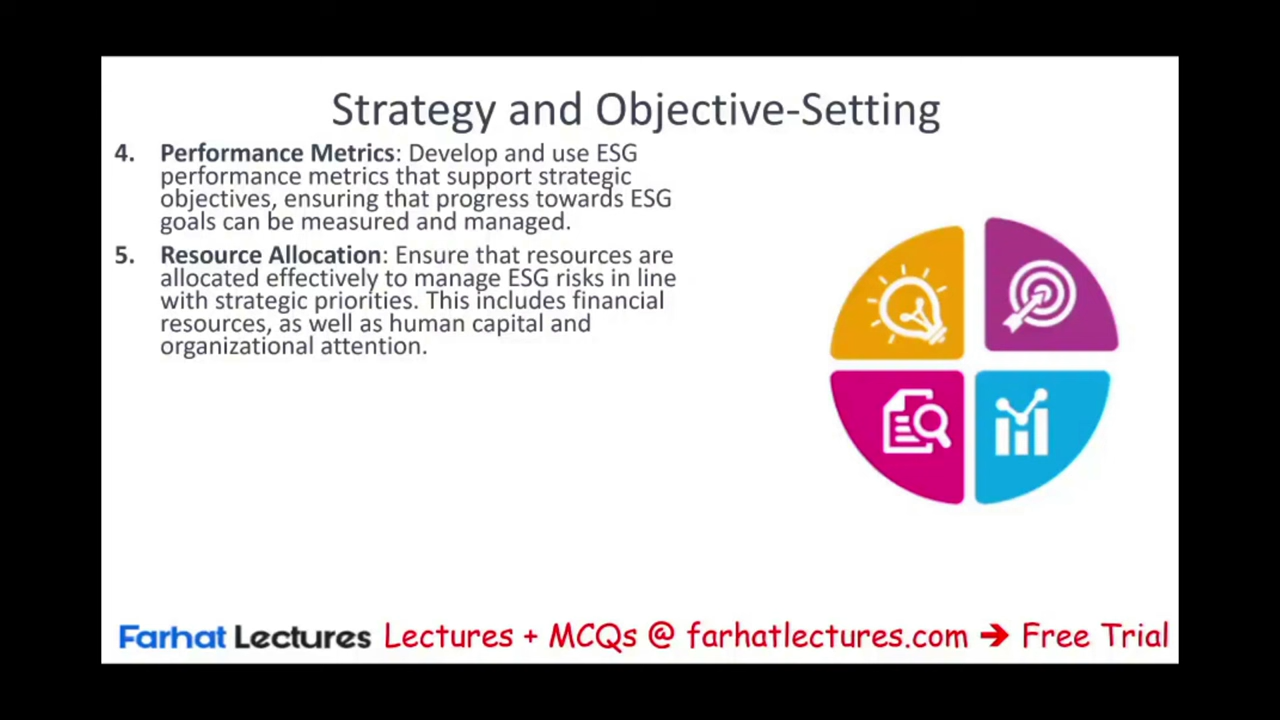 Strategy and Objective-Setting
4. Performance Metrics: Develop and use ESG
performance metrics that support strategic
objectives, ensuring that progress towards ESG
goals can be measured and managed.
5. Resource Allocation: Ensure that resources are
allocated effectively to manage ESG risks in line
with strategic priorities. This includes financial
resources, as well as human capital and
organizational attention.
Farhat Lectures Lectures + MCQs @ farhatlectures.com → Free Trial